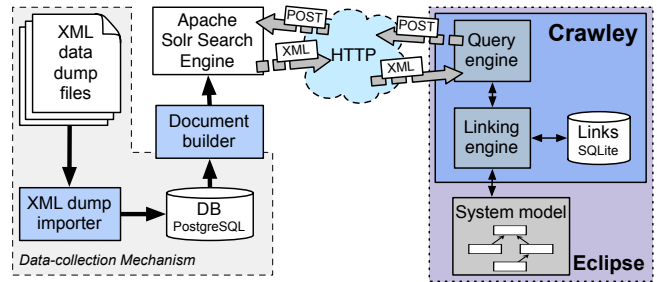 XML
data
dump
files
Apache
Solr Search
Engine
POST
XML
HTTP
POST
XML
Crawley
Query
engine
Document
builder
Linking
engine
Links
SQLite
XML dump
importer
DB
PostgreSQL
System model
Data-collection Mechanism
Eclipse